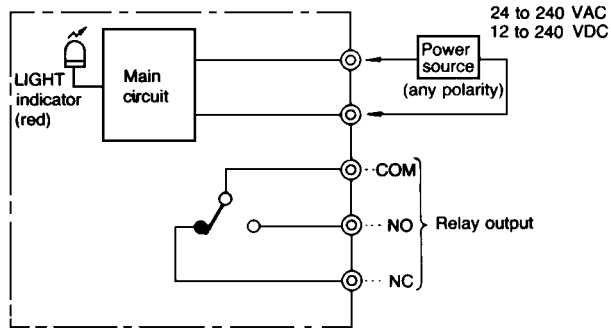 24 to 240 VAC
12 to 240 VDC
Power
source
(any polarity)
LIGHT
indicator
(red)
Main
circuit
COM
NO
Relay output
NC